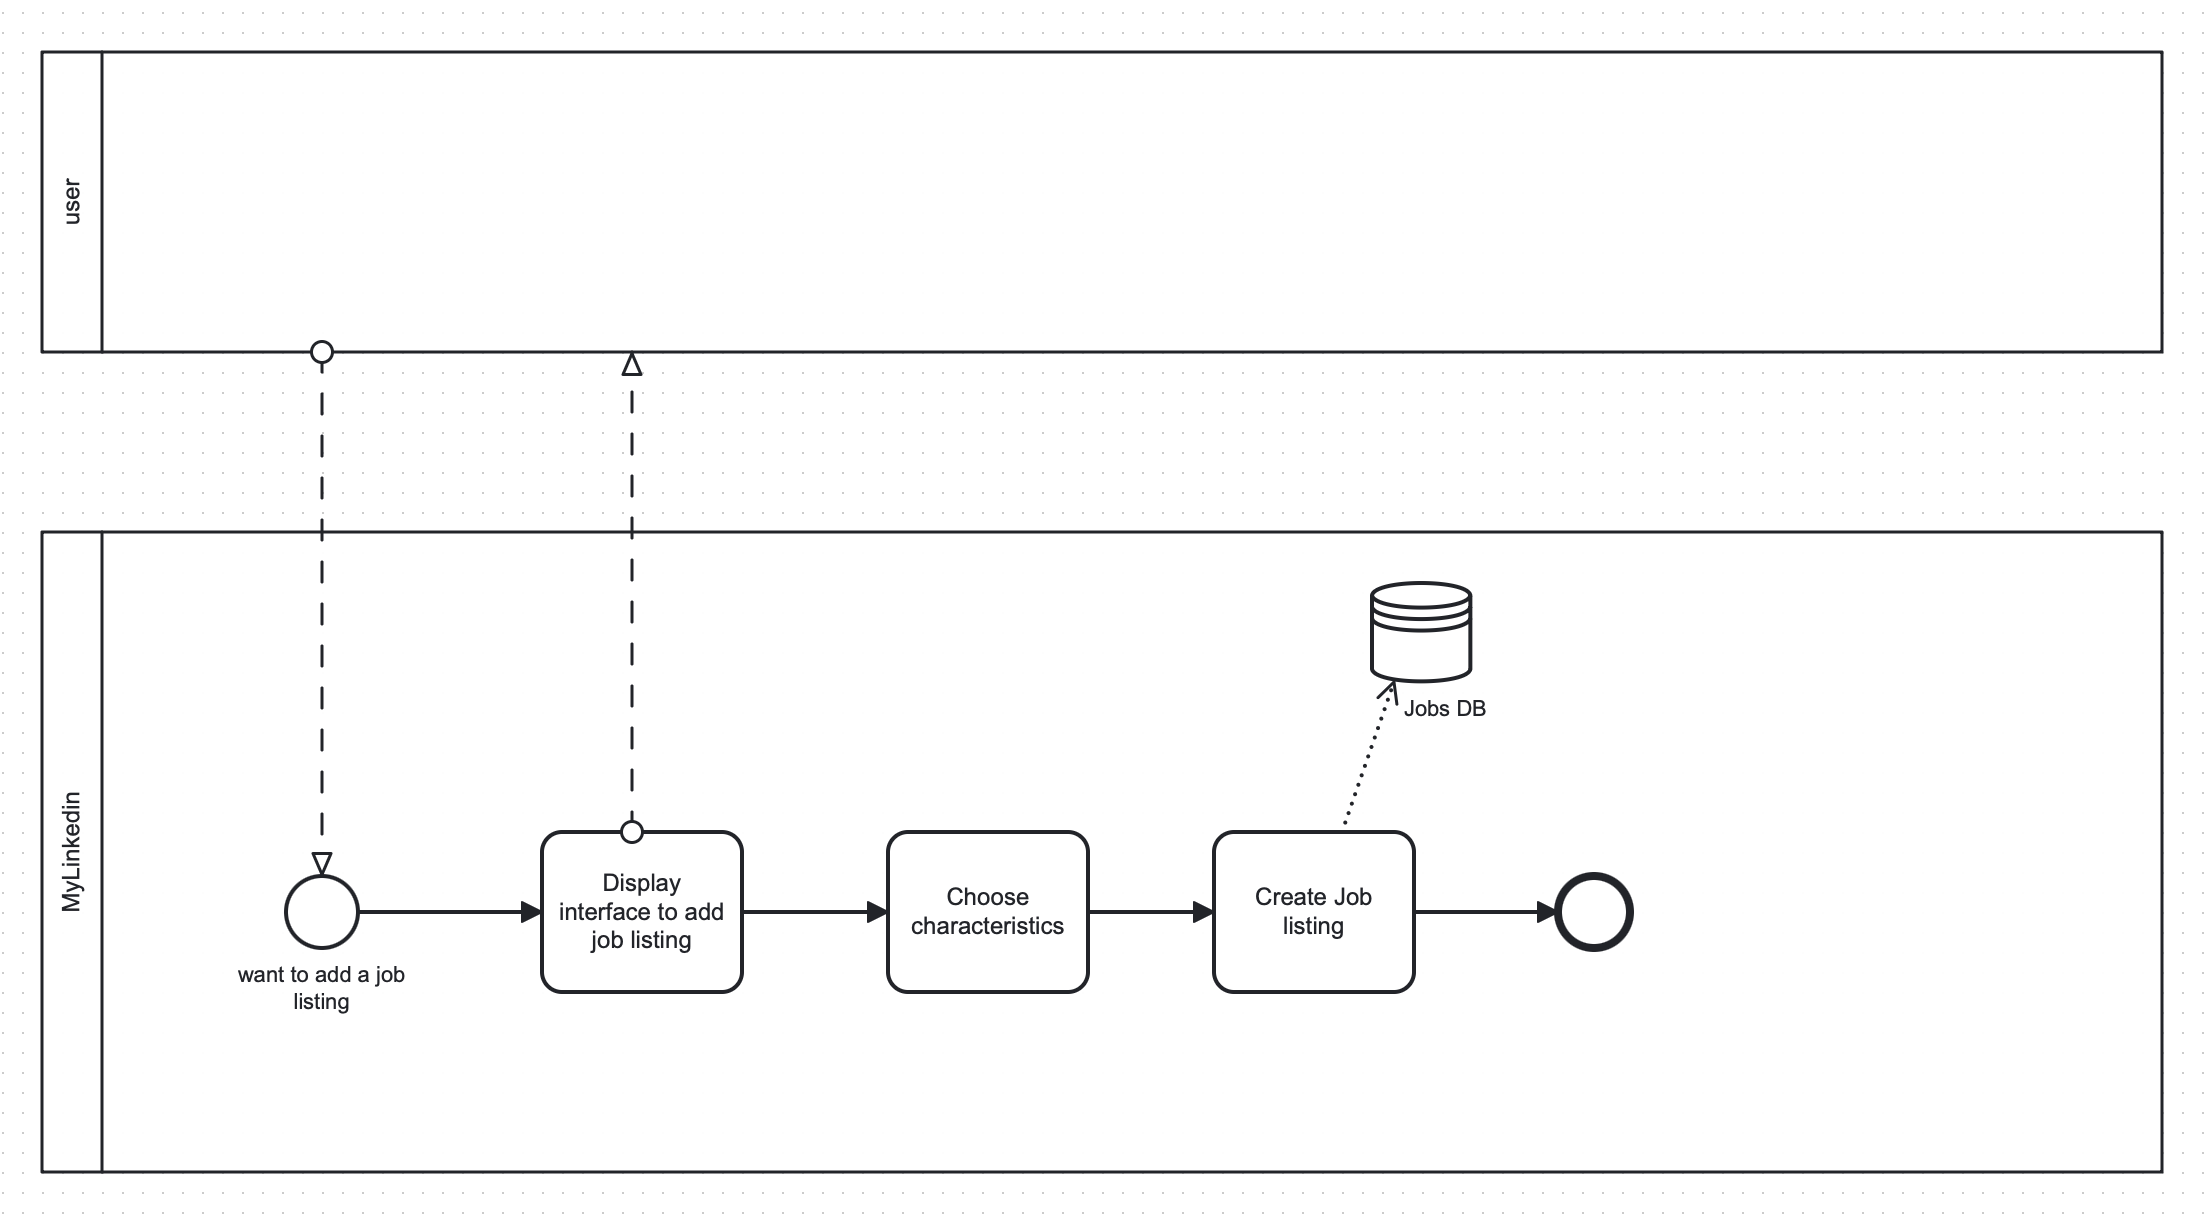 user
MyLinkedin
Jobs DB
Display
interface to add
job listing
Choose
characteristics
Create Job
listing
want to add a job
listing